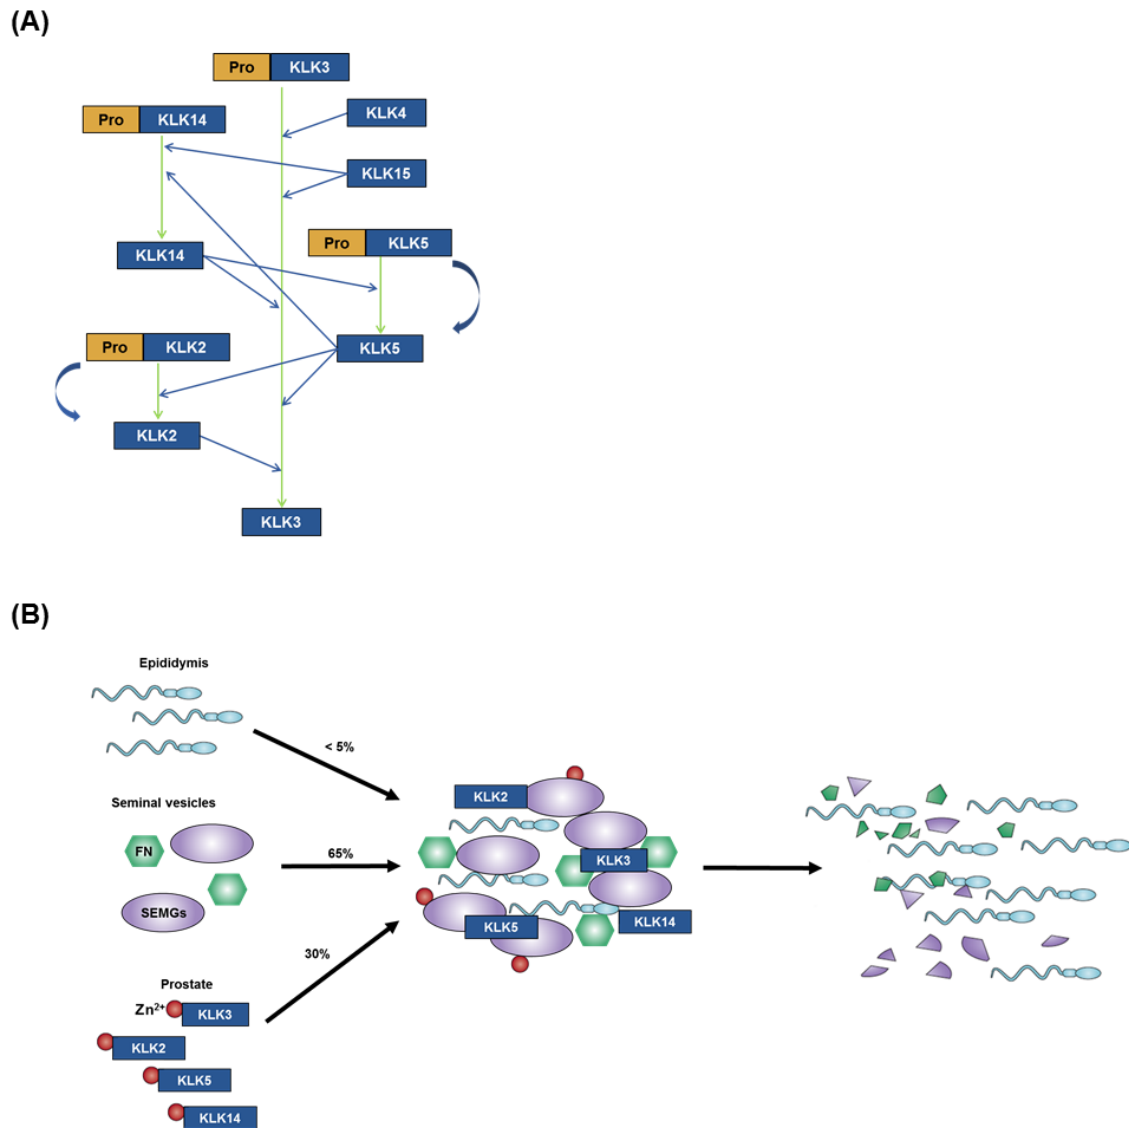 (A)
Pro KLK3
Pro KLK14
KLK4
KLK15
Pro KLK5
KLK14
Pro KLK2
KLK5
KLK2
KLK3
(B)
Epididymis
< 5%
Seminal vesicles
FN
SEMGs
65%
30%
Prostate
Zn²⁺
KLK3
KLK2
KLK5
KLK14
KLK2
KLK3
KLK14
KLK5